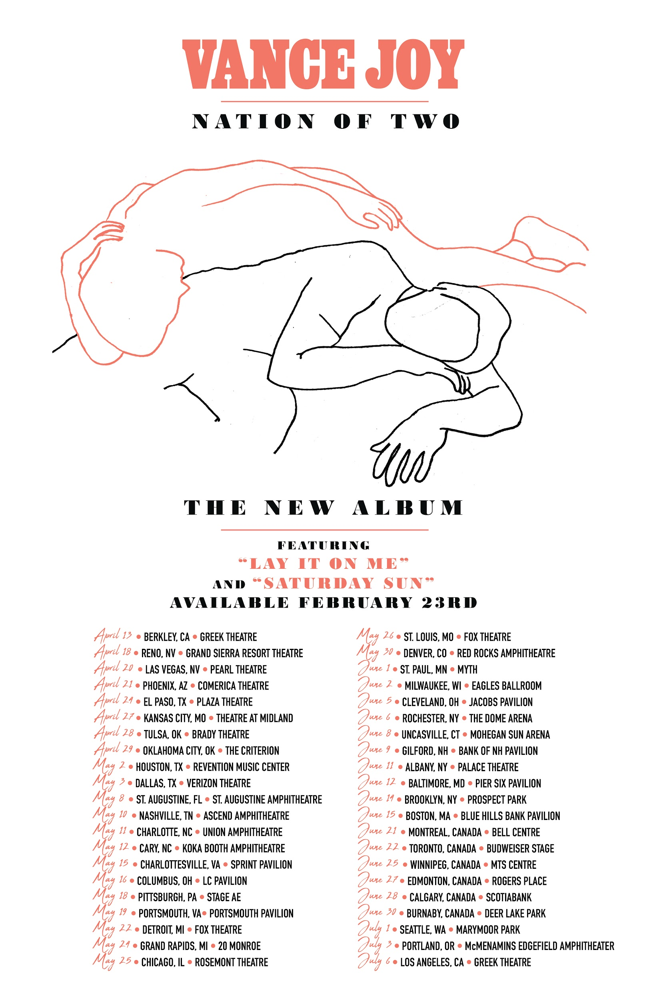 VANCE JOY
NATION OF TWO
THE NEW ALBUM
FEATURING
“LAY IT ON ME”
AND “SATURDAY SUN”
AVAILABLE FEBRUARY 23RD
April 13 • BERKLEY, CA • GREEK THEATRE
April 18 • RENO, NV • GRAND SIERRA RESORT THEATRE
April 20 • LAS VEGAS, NV • PEARL THEATRE
April 21 • PHOENIX, AZ • COMERICA THEATRE
April 24 • EL PASO, TX • PLAZA THEATRE
April 27 • KANSAS CITY, MO • THEATRE AT MIDLAND
April 28 • TULSA, OK • BRADY THEATRE
April 29 • OKLAHOMA CITY, OK • THE CRITERION
May 2 • HOUSTON, TX • REVENTION MUSIC CENTER
May 3 • DALLAS, TX • VERIZON THEATRE
May 8 • ST. AUGUSTINE, FL • ST. AUGUSTINE AMPHITHEATRE
May 10 • NASHVILLE, TN • ASCEND AMPHITHEATRE
May 11 • CHARLOTTE, NC • UNION AMPHITHEATRE
May 12 • CARY, NC • KOKA BOOTH AMPHITHEATRE
May 15 • CHARLOTTESVILLE, VA • SPRINT PAVILION
May 16 • COLUMBUS, OH • LC PAVILION
May 18 • PITTSBURGH, PA • STAGE AE
May 19 • PORTSMOUTH, VA • PORTSMOUTH PAVILION
May 22 • DETROIT, MI • FOX THEATRE
May 24 • GRAND RAPIDS, MI • 20 MONROE
May 25 • CHICAGO, IL • ROSEMONT THEATRE
May 26 • ST. LOUIS, MO • FOX THEATRE
May 30 • DENVER, CO • RED ROCKS AMPHITHEATRE
June 1 • ST. PAUL, MN • MYTH
June 2 • MILWAUKEE, WI • EAGLES BALLROOM
June 5 • CLEVELAND, OH • JACOBS PAVILION
June 6 • ROCHESTER, NY • THE DOME ARENA
June 8 • UNCASVILLE, CT • MOHEGAN SUN ARENA
June 9 • GILFORD, NH • BANK OF NH PAVILION
June 11 • ALBANY, NY • PALACE THEATRE
June 12 • BALTIMORE, MD • PIER SIX PAVILION
June 14 • BROOKLYN, NY • PROSPECT PARK
June 15 • BOSTON, MA • BLUE HILLS BANK PAVILION
June 21 • MONTREAL, CANADA • BELL CENTRE
June 22 • TORONTO, CANADA • BUDWEISER STAGE
June 25 • WINNIPEG, CANADA • MTS CENTRE
June 27 • EDMONTON, CANADA • ROGERS PLACE
June 28 • CALGARY, CANADA • SCOTIABANK
June 30 • BURNABY, CANADA • DEER LAKE PARK
July 1 • SEATTLE, WA • MARYMOOR PARK
July 3 • PORTLAND, OR • McMENAMINS EDGEFIELD AMPHITHEATER
July 6 • LOS ANGELES, CA • GREEK THEATRE